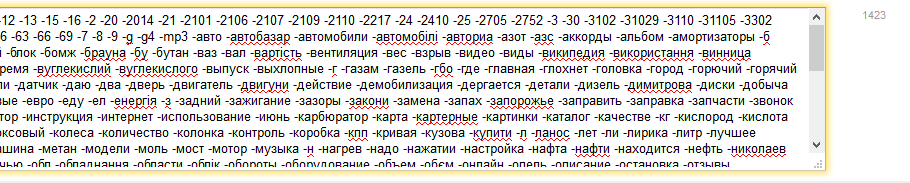 -12 -13 -15 -16 -2 -20 -2014 -21 -2101 -2106 -2107 -2109 -2110 -2217 -24 -2410 -25 -2705 -2752 -3 -30 -3102 -31029 -3110 -31105 -3302
6 -63 -66 -69 -7 -8 -9 -g -g4 -mp3 -авто -автобазар -автомобили -автомобілі -авториа -азот -азс -аккорды -альбом -амортизаторы -б
-блок -бомж -брауна -бу -бутан -ваз -вал -вартість -вентиляция -вес -взрыв -видео -виды -википедия -використання -винница
ремя -вуглекислий -вуглекислого -выпуск -выхлопные -г -газам -газель -гбо -где -главная -глохнет -головка -город -горючий -горячий
ли -датчик -даю -два -дверь -двигатель -двигуни -действие -демобилизация -дергается -детали -дизель -димитрова -диски -добыча
вые -евро -еду -ел -енергія -з -задний -зажигание -зазоры -закони -замена -запах -запорожье -заправить -заправка -запчасти -звонок
тор -инструкция -интернет -использование -июнь -карбюратор -карта -картерные -картинки -каталог -качестве -кг -кислород -кислота
оксовый -колеса -количество -колонка -контроль -коробка -кпп -кривая -кузова -купити -л -ланос -лет -ли -лирика -литр -лучшее
ашина -метан -модели -моль -мост -мотор -музыка -н -нагрев -надо -нажатии -настройка -нафта -нафти -находится -нефть -николаев
чью -обл -обладнання -области -облік -обороты -оборудование -объем -обєм -онлайн -опель -описание -остановка -отзывы
1423